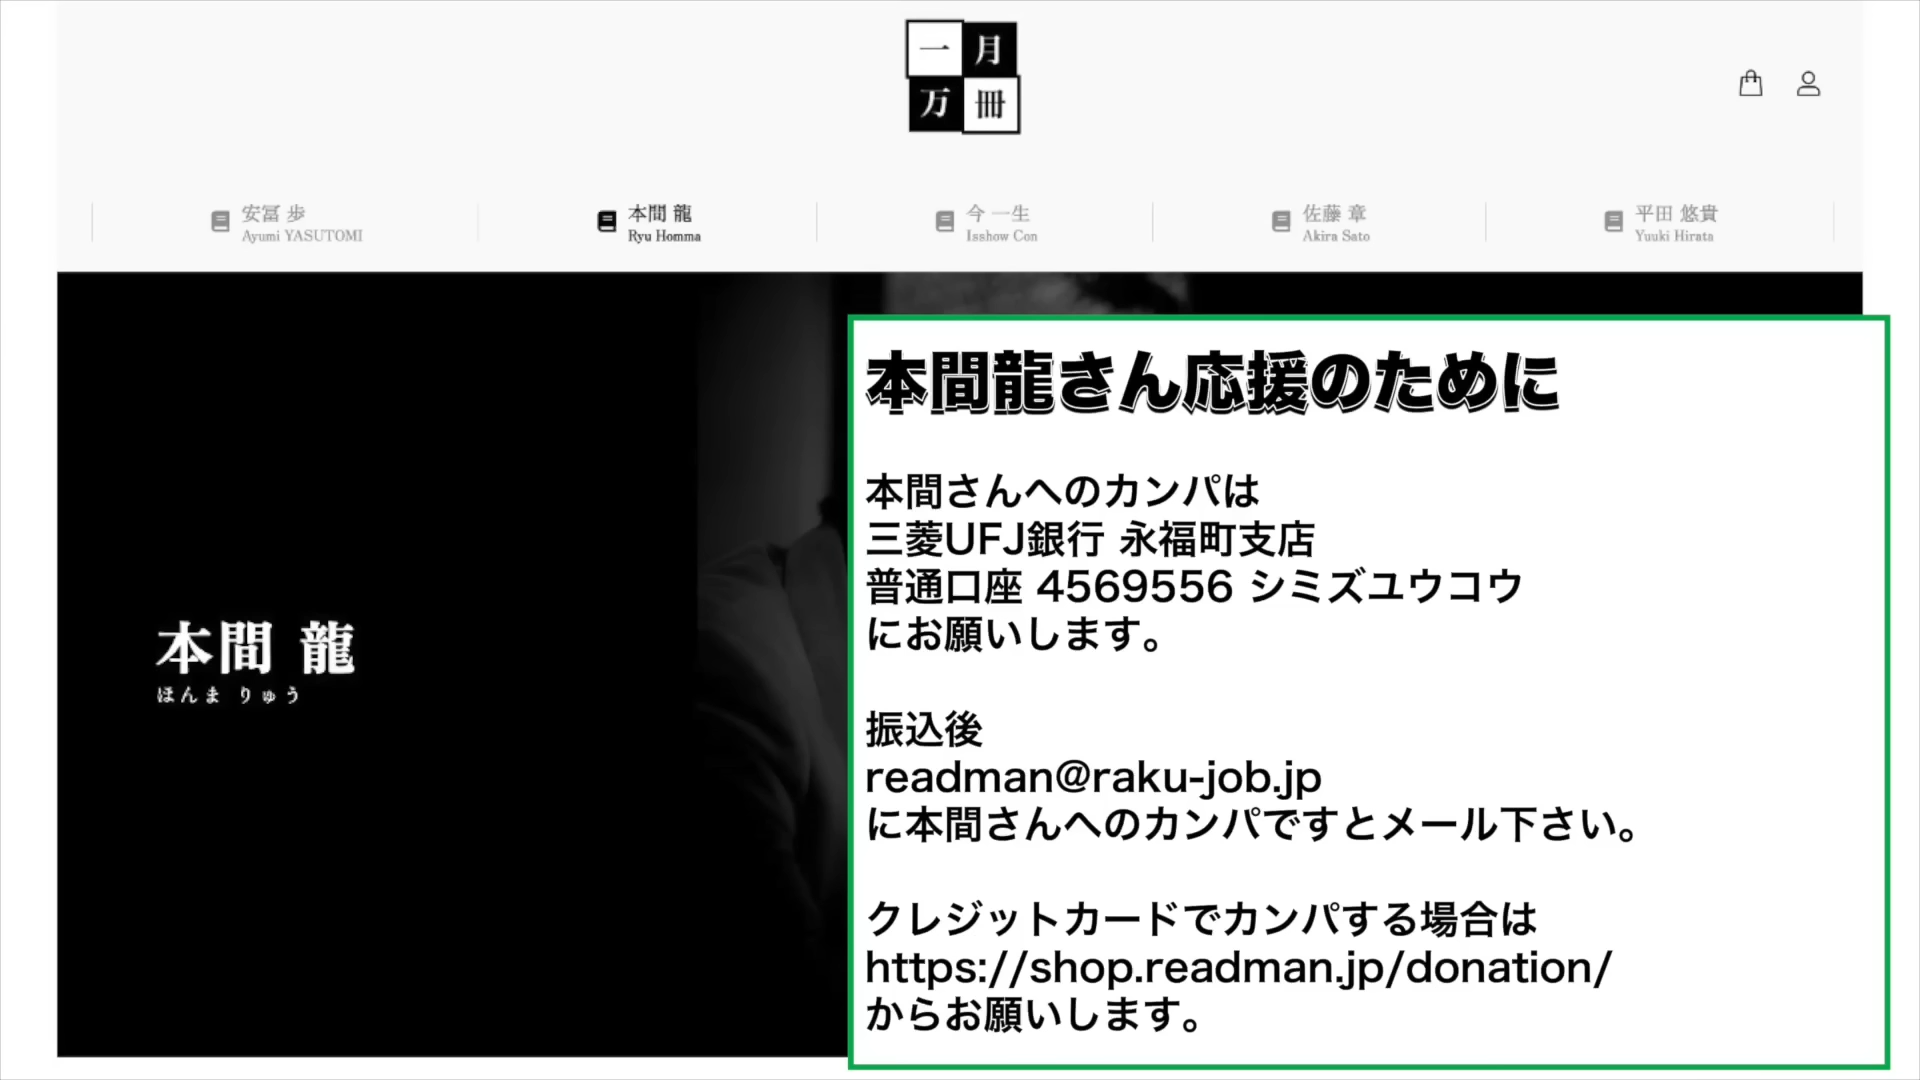 一月
万冊
安冨 歩
Ayumi YASUTOMI
本間 龍
Ryu Homma
今 一生
Isshow Con
佐藤 章
Akira Sato
平田 悠貴
Yuuki Hirata
本間 龍
ほんま りゅう
本間龍さん応援のために
本間さんへのカンパは
三菱UFJ銀行 永福町支店
普通口座 4569556 シミズユウコウ
にお願いします。
振込後
readman@raku-job.jp
に本間さんへのカンパですとメール下さい。
クレジットカードでカンパする場合は
https://shop.readman.jp/donation/
からお願いします。